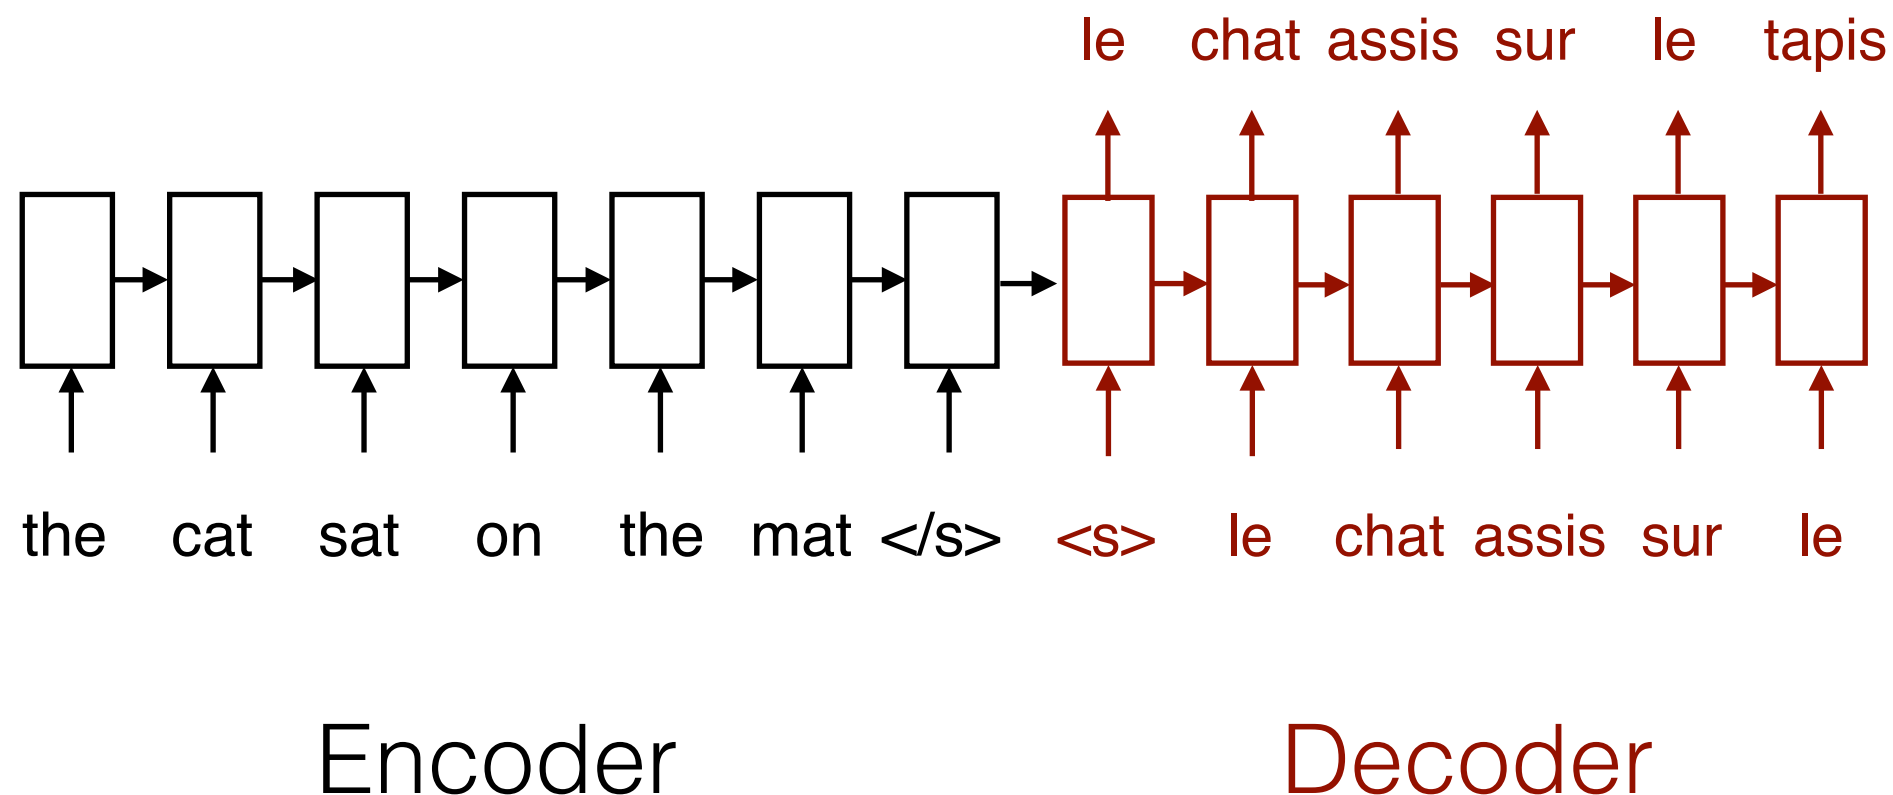 le chat assis sur le tapis
the cat sat on the mat </s> <s> le chat assis sur le
Encoder Decoder